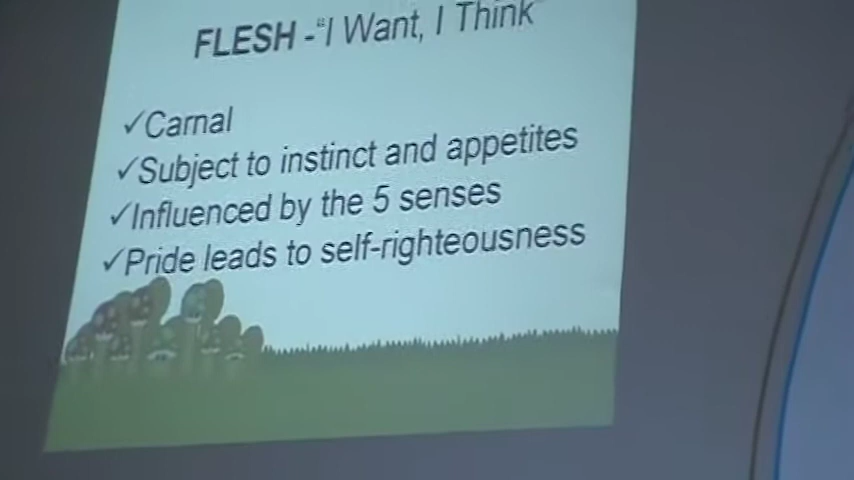 FLESH -"I Want, I Think"
✓Carnal
✓Subject to instinct and appetites
✓Influenced by the 5 senses
✓Pride leads to self-righteousness